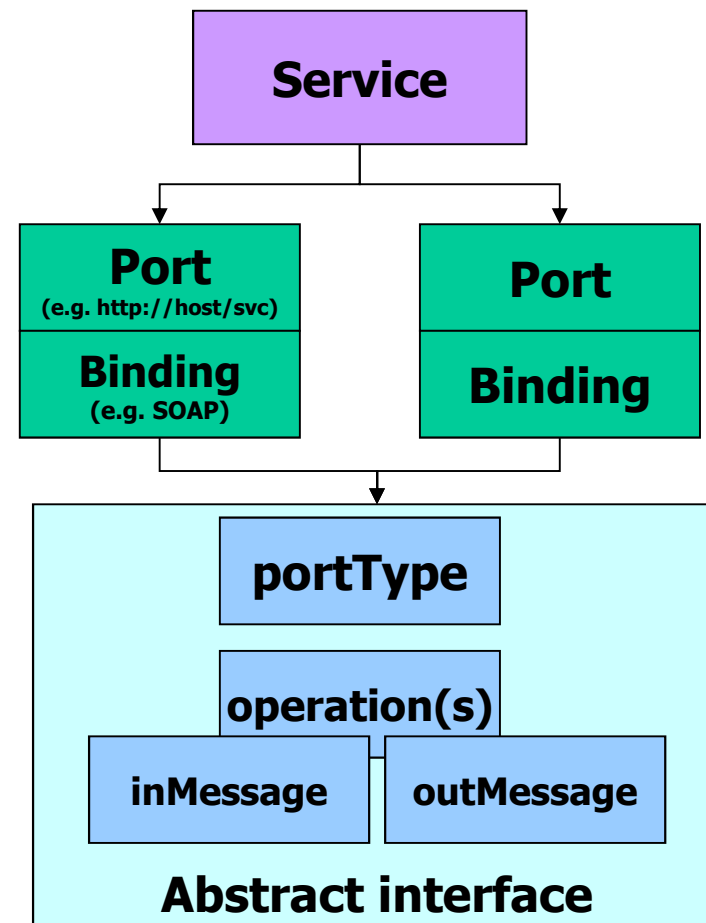 Service
Port
(e.g. http://host/svc)
Binding
(e.g. SOAP)
Port
Binding
portType
operation(s)
inMessage
outMessage
Abstract interface